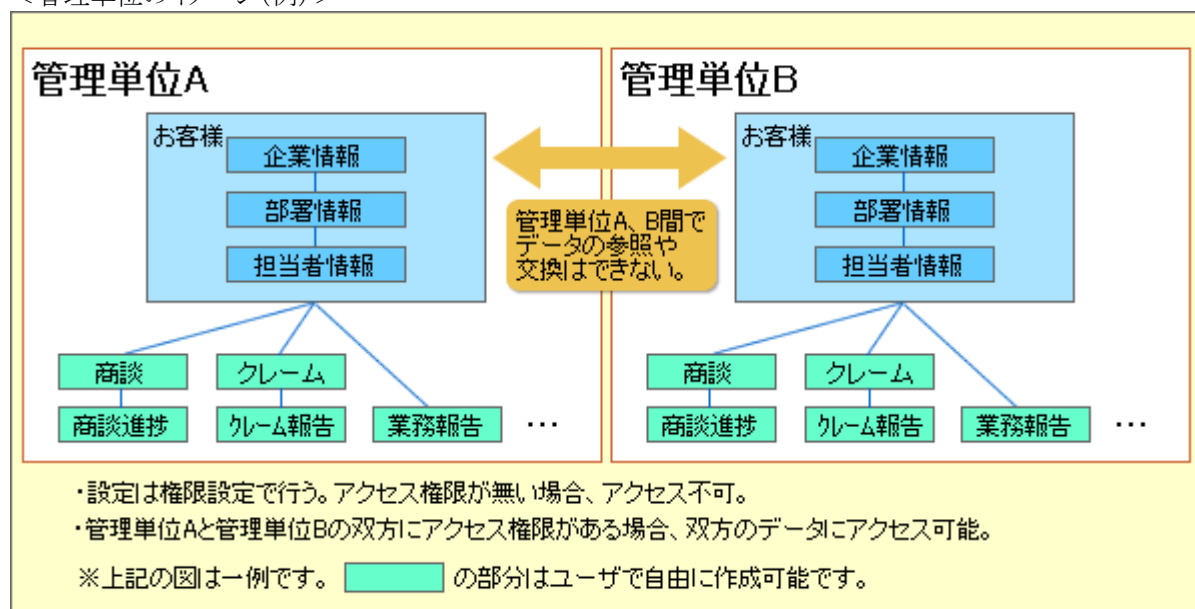 ＜管理単位のイメージ(例)＞
管理単位A
お客様
企業情報
部署情報
担当者情報
商談
クレーム
商談進捗
クレーム報告
業務報告
…
管理単位A、B間で
データの参照や
交換はできない。
管理単位B
お客様
企業情報
部署情報
担当者情報
商談
クレーム
商談進捗
クレーム報告
業務報告
…
・設定は権限設定で行う。アクセス権限が無い場合、アクセス不可。
・管理単位Aと管理単位Bの双方にアクセス権限がある場合、双方のデータにアクセス可能。
※上記の図は一例です。 の部分はユーザで自由に作成可能です。